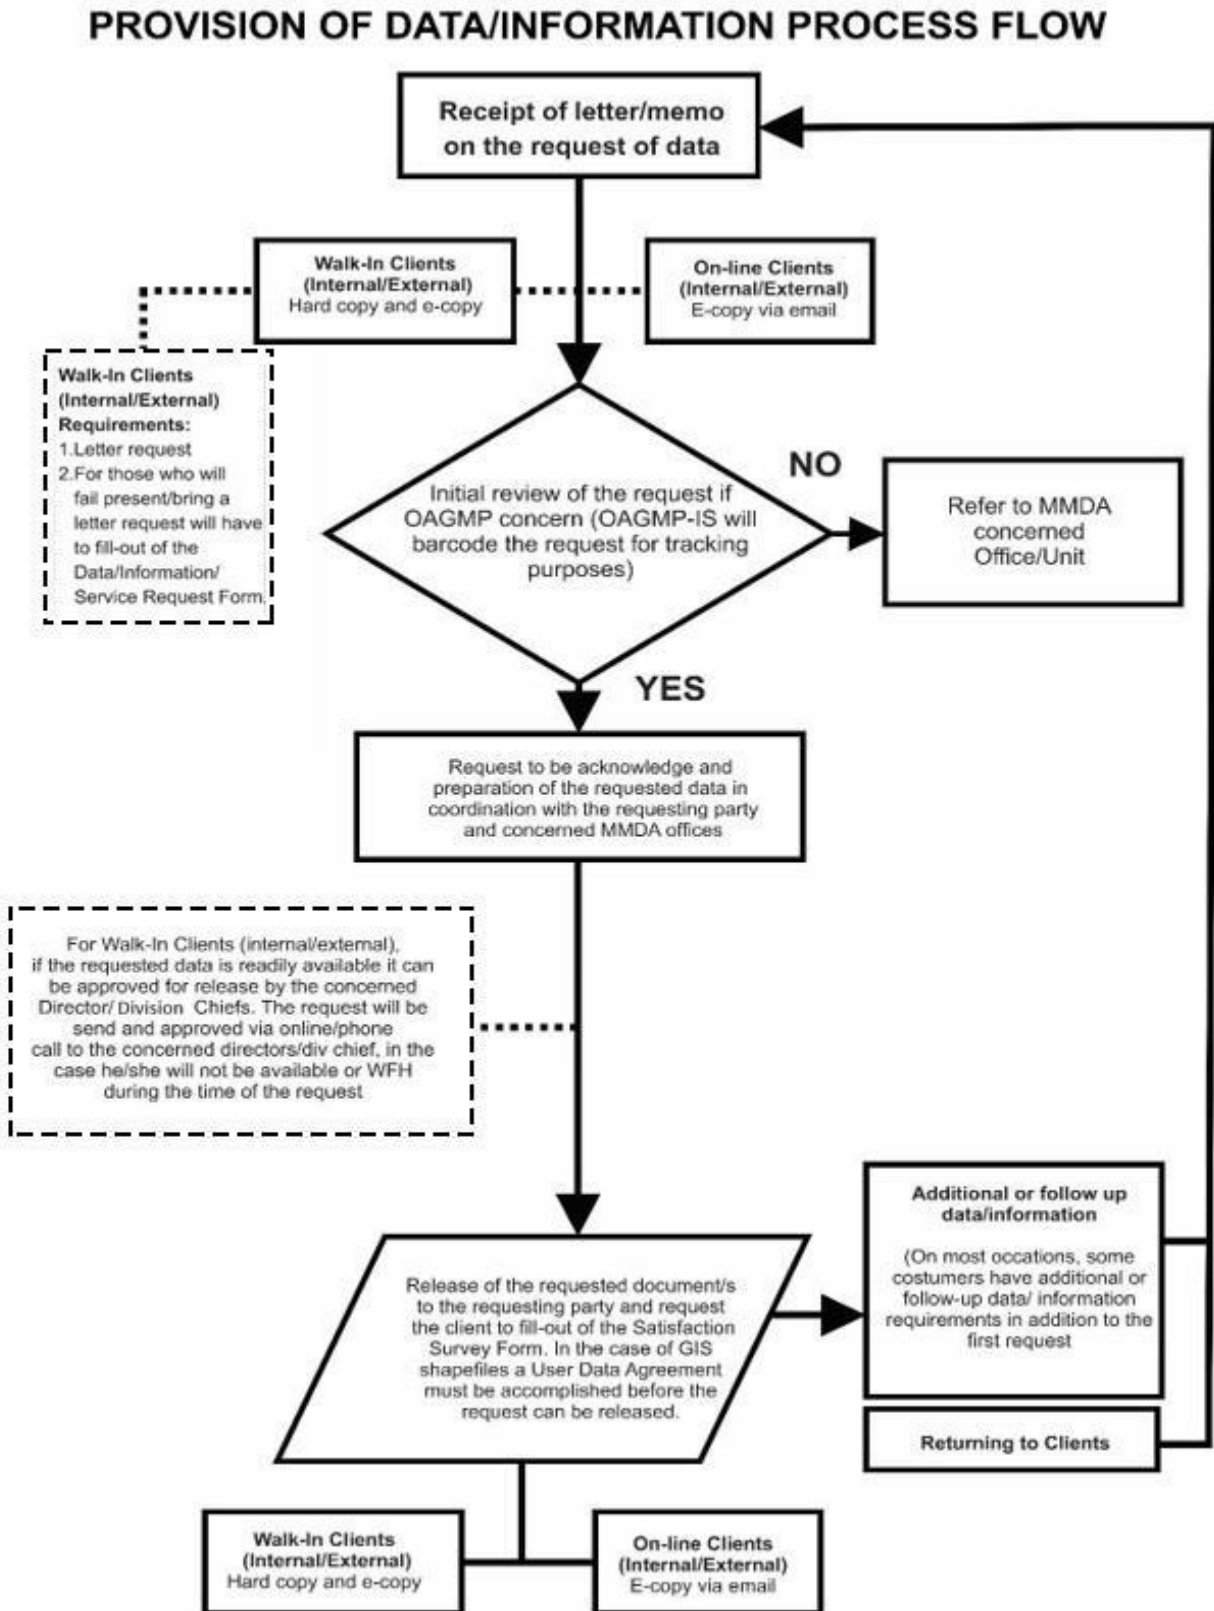 PROVISION OF DATA/INFORMATION PROCESS FLOW
Receipt of letter/memo
on the request of data
Walk-In Clients
(Internal/External)
Hard copy and e-copy
On-line Clients
(Internal/External)
E-copy via email
Walk-In Clients
(Internal/External)
Requirements:
1.Letter request
2.For those who will
fail present/bring a
letter request will have
to fill-out of the
Data/Information/
Service Request Form.
Initial review of the request if
OAGMP concern (OAGMP-IS will
barcode the request for tracking
purposes)
NO
Refer to MMDA
concerned
Office/Unit
YES
Request to be acknowledge and
preparation of the requested data in
coordination with the requesting party
and concerned MMDA offices
For Walk-In Clients (internal/external),
if the requested data is readily available it can
be approved for release by the concerned
Director/ Division Chiefs. The request will be
send and approved via online/phone
call to the concerned directors/div chief, in the
case he/she will not be available or WFH
during the time of the request
Release of the requested document/s
to the requesting party and request
the client to fill-out of the Satisfaction
Survey Form. In the case of GIS
shapefiles a User Data Agreement
must be accomplished before the
request can be released.
Additional or follow up
data/information
(On most occations, some
costumers have additional or
follow-up data/ information
requirements in addition to the
first request
Returning to Clients
Walk-In Clients
(Internal/External)
Hard copy and e-copy
On-line Clients
(Internal/External)
E-copy via email